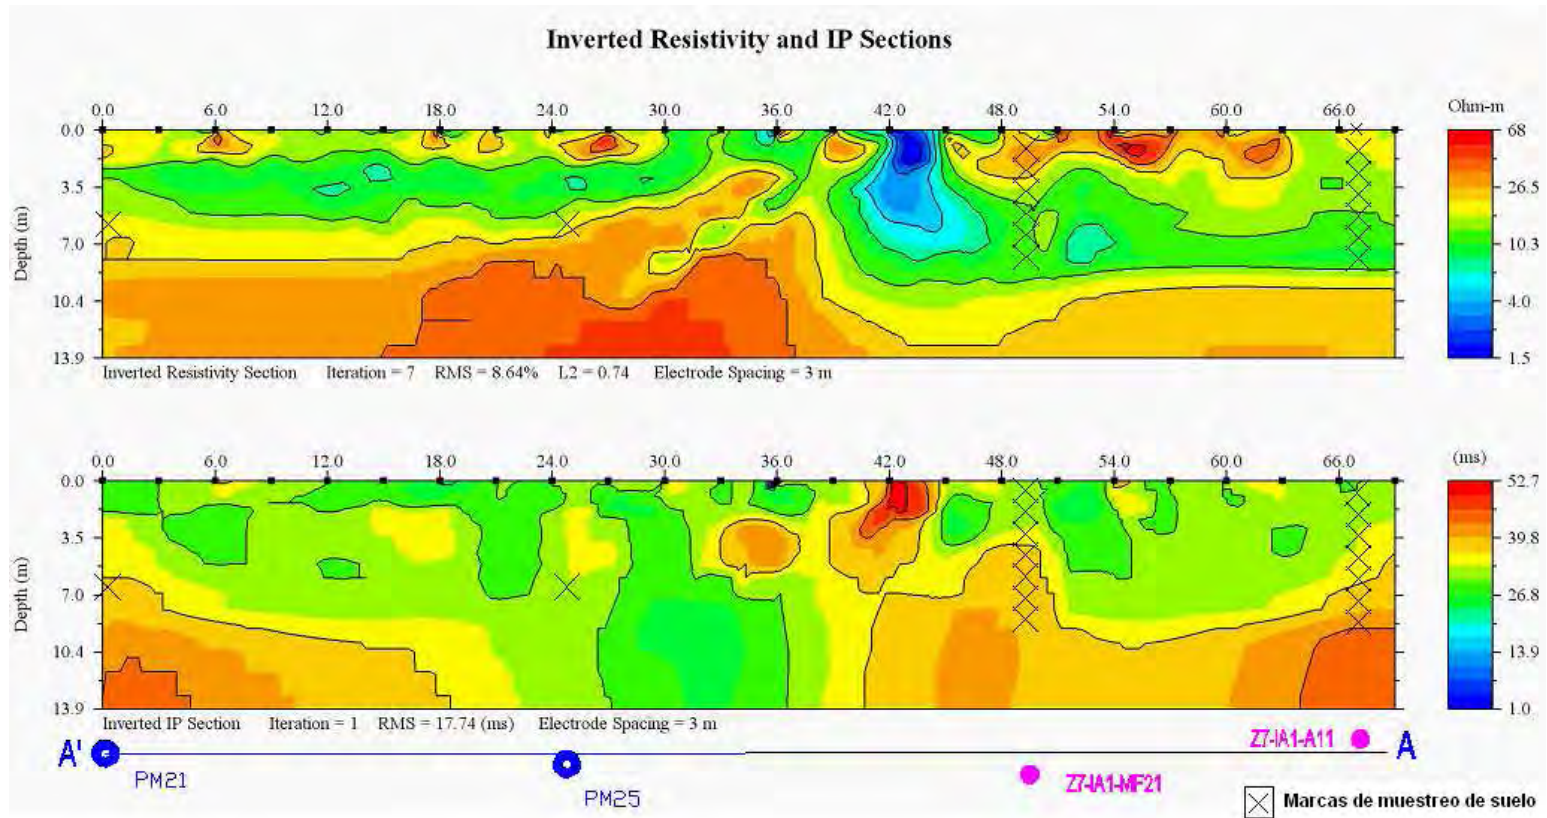 Inverted Resistivity and IP Sections
0.0 6.0 12.0 18.0 24.0 30.0 36.0 42.0 48.0 54.0 60.0 66.0
Ohm-m
0.0
3.5
7.0
10.4
13.9
Depth (m)
68
26.5
10.3
4.0
1.5
Inverted Resistivity Section Iteration = 7 RMS = 8.64% L2 = 0.74 Electrode Spacing = 3 m
0.0 6.0 12.0 18.0 24.0 30.0 36.0 42.0 48.0 54.0 60.0 66.0
(ms)
0.0
3.5
7.0
10.4
13.9
Depth (m)
52.7
39.8
26.8
13.9
1.0
Inverted IP Section Iteration = 1 RMS = 17.74 (ms) Electrode Spacing = 3 m
A'
PM21
PM25
Z7-IA1-MF21
Z7-IA1-A11
A
Marcas de muestreo de suelo